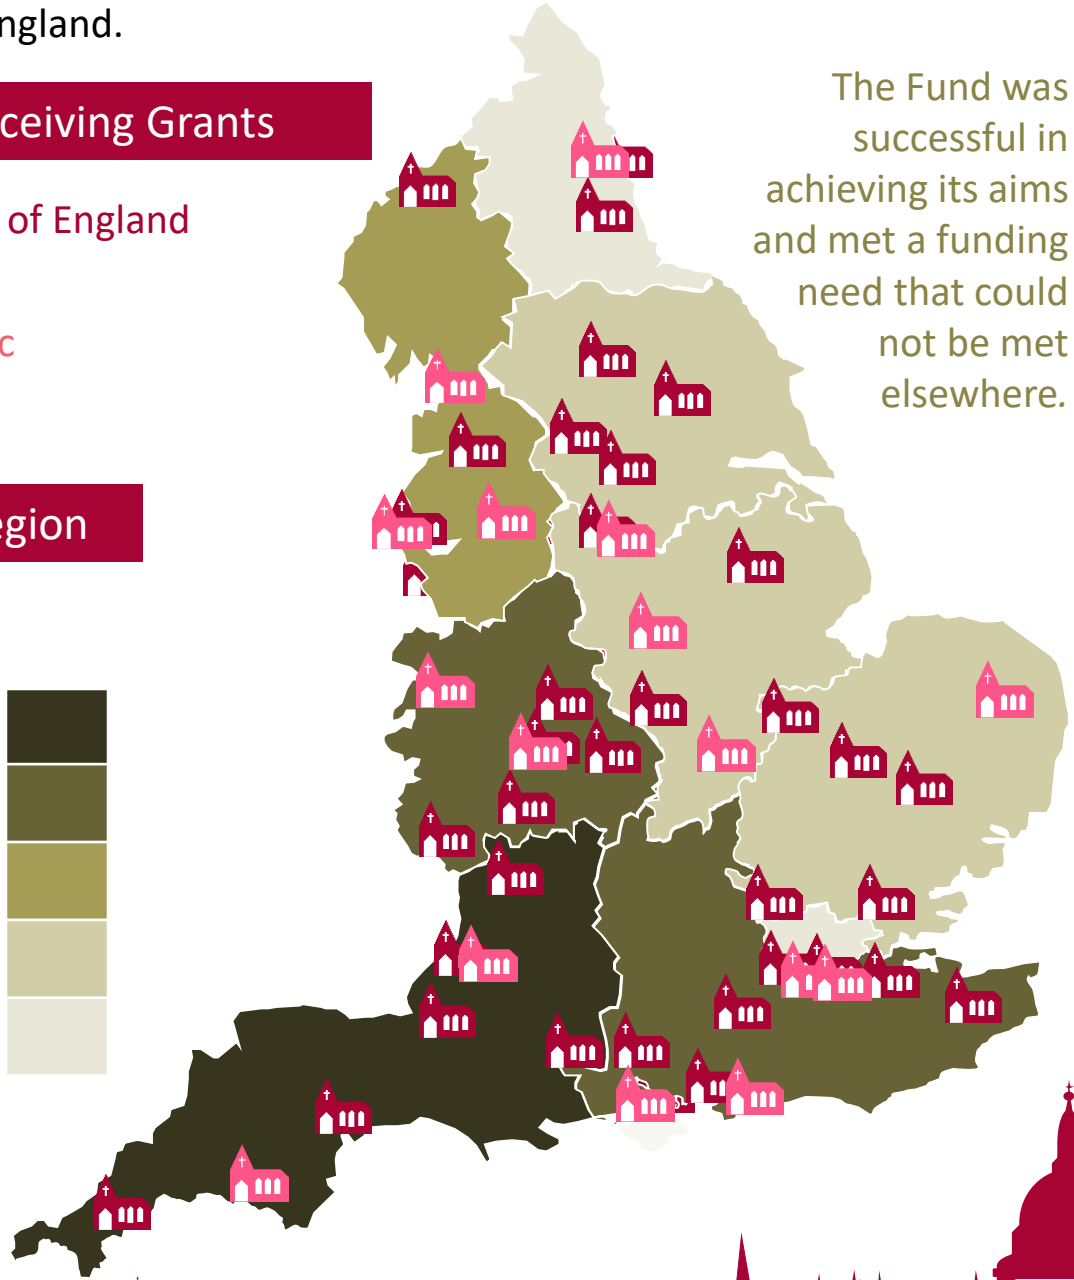 ngland.
ceiving Grants
of England
c
egion
The Fund was
successful in
achieving its aims
and met a funding
need that could
not be met
elsewhere.